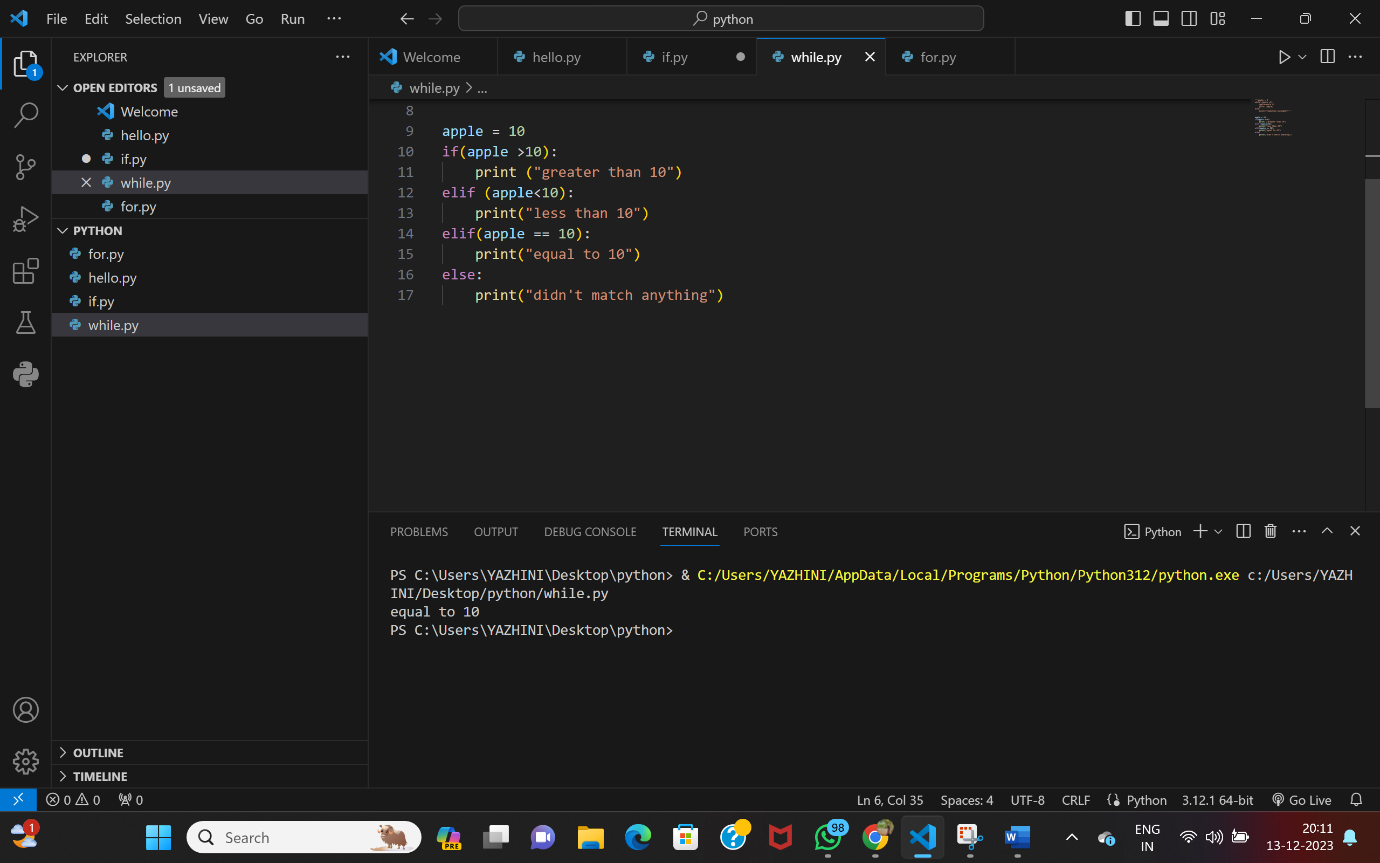 File Edit Selection View Go Run ··· python
EXPLORER ···
1
OPEN EDITORS 1 unsaved
Welcome
hello.py
if.py
while.py
for.py
PYTHON
for.py
hello.py
if.py
while.py
OUTLINE
TIMELINE
Welcome hello.py if.py while.py for.py
while.py > ...
8
9 apple = 10
10 if(apple >10):
11 print ("greater than 10")
12 elif (apple<10):
13 print("less than 10")
14 elif(apple == 10):
15 print("equal to 10")
16 else:
17 print("didn't match anything")
PROBLEMS OUTPUT DEBUG CONSOLE TERMINAL PORTS Python
PS C:\Users\YAZHINI\Desktop\python> & C:/Users/YAZHINI/AppData/Local/Programs/Python/Python312/python.exe c:/Users/YAZH
INI/Desktop/python/while.py
equal to 10
PS C:\Users\YAZHINI\Desktop\python>
0 0 0 Ln 6, Col 35 Spaces: 4 UTF-8 CRLF Python 3.12.1 64-bit Go Live
1 Search PRE 98 ENG 20:11
IN 13-12-2023